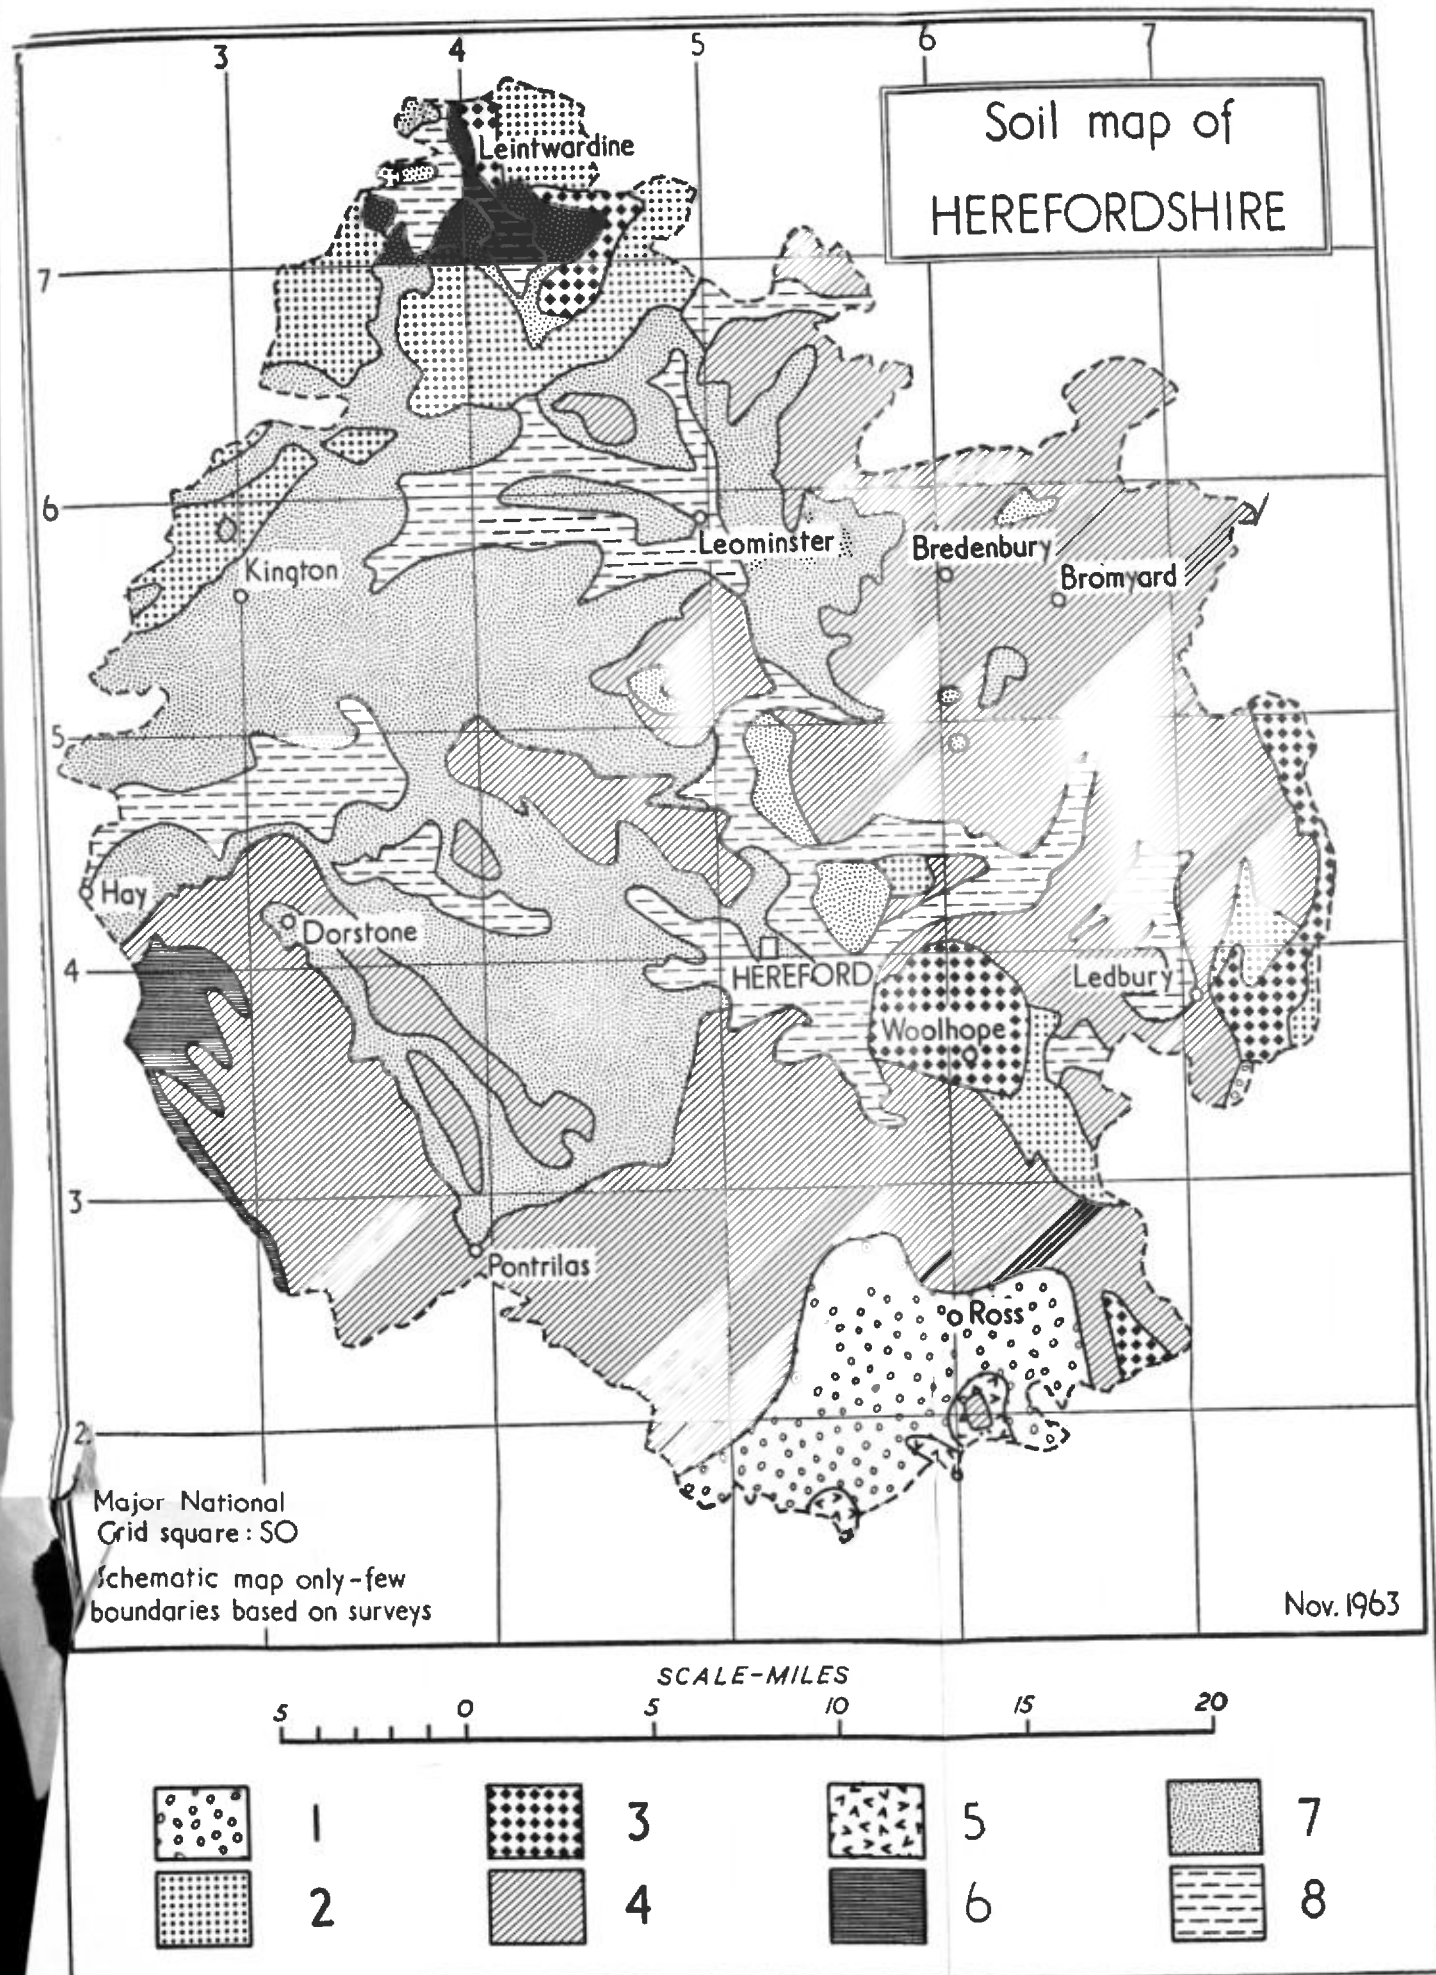 3 4 5 6 7
Soil map of
HEREFORDSHIRE
Leintwardine
7
6
Leominster
Bredenbury
Kington
Bromyard
5
Hay
Dorstone
4
HEREFORD
Ledbury
Woolhope
3
Pontrilas
Ross
2
Major National
Grid square: SO
Schematic map only-few
boundaries based on surveys
Nov. 1963
SCALE-MILES
5 0 5 10 15 20
1 3 5 7
2 4 6 8